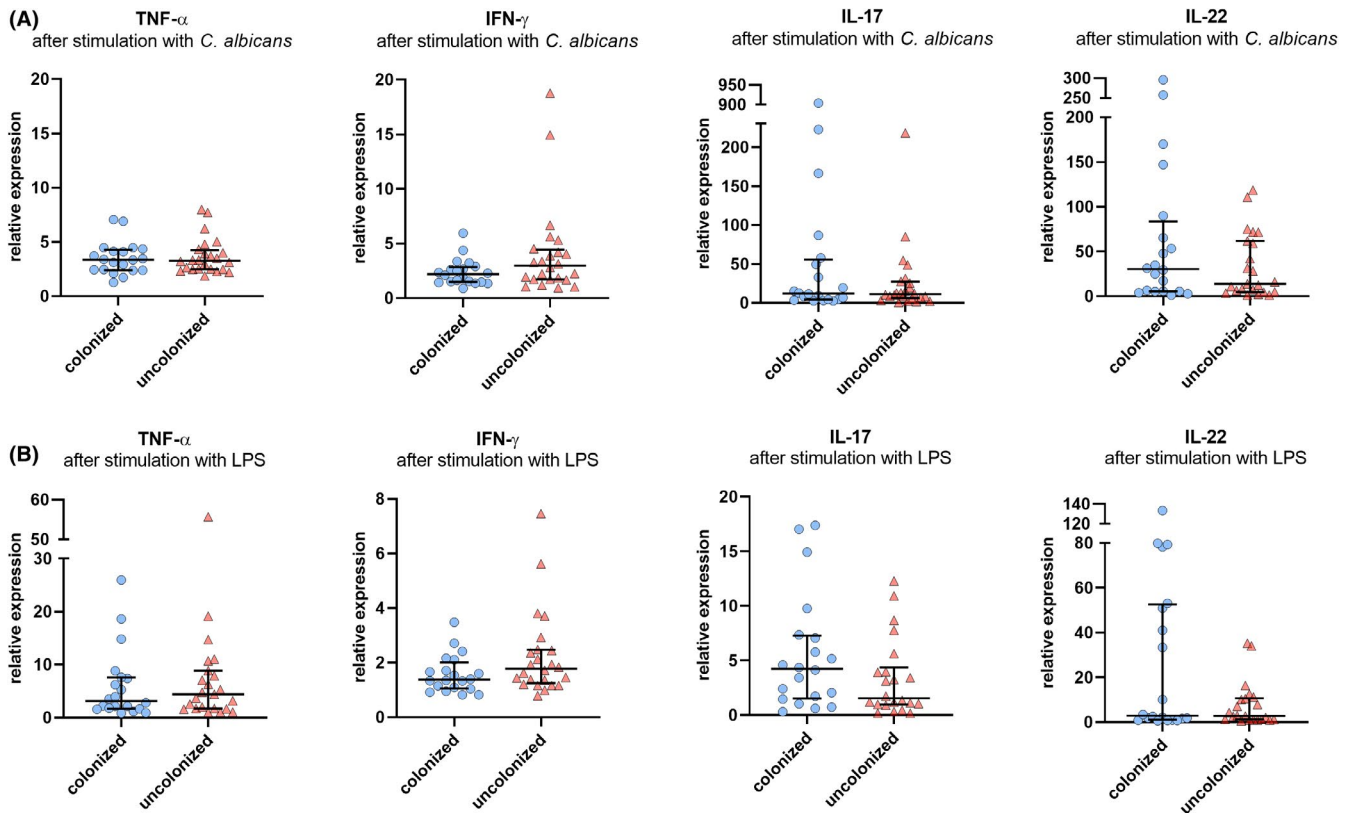 (A)
TNF-α
after stimulation with C. albicans
relative expression
20
15
10
5
0
colonized
uncolonized
IFN-γ
after stimulation with C. albicans
relative expression
20
15
10
5
0
colonized
uncolonized
IL-17
after stimulation with C. albicans
relative expression
950
900
200
150
100
50
0
colonized
uncolonized
IL-22
after stimulation with C. albicans
relative expression
300
250
200
150
100
50
0
colonized
uncolonized
(B)
TNF-α
after stimulation with LPS
relative expression
60
50
30
20
10
0
colonized
uncolonized
IFN-γ
after stimulation with LPS
relative expression
8
6
4
2
0
colonized
uncolonized
IL-17
after stimulation with LPS
relative expression
20
15
10
5
0
colonized
uncolonized
IL-22
after stimulation with LPS
relative expression
140
120
80
60
40
20
0
colonized
uncolonized